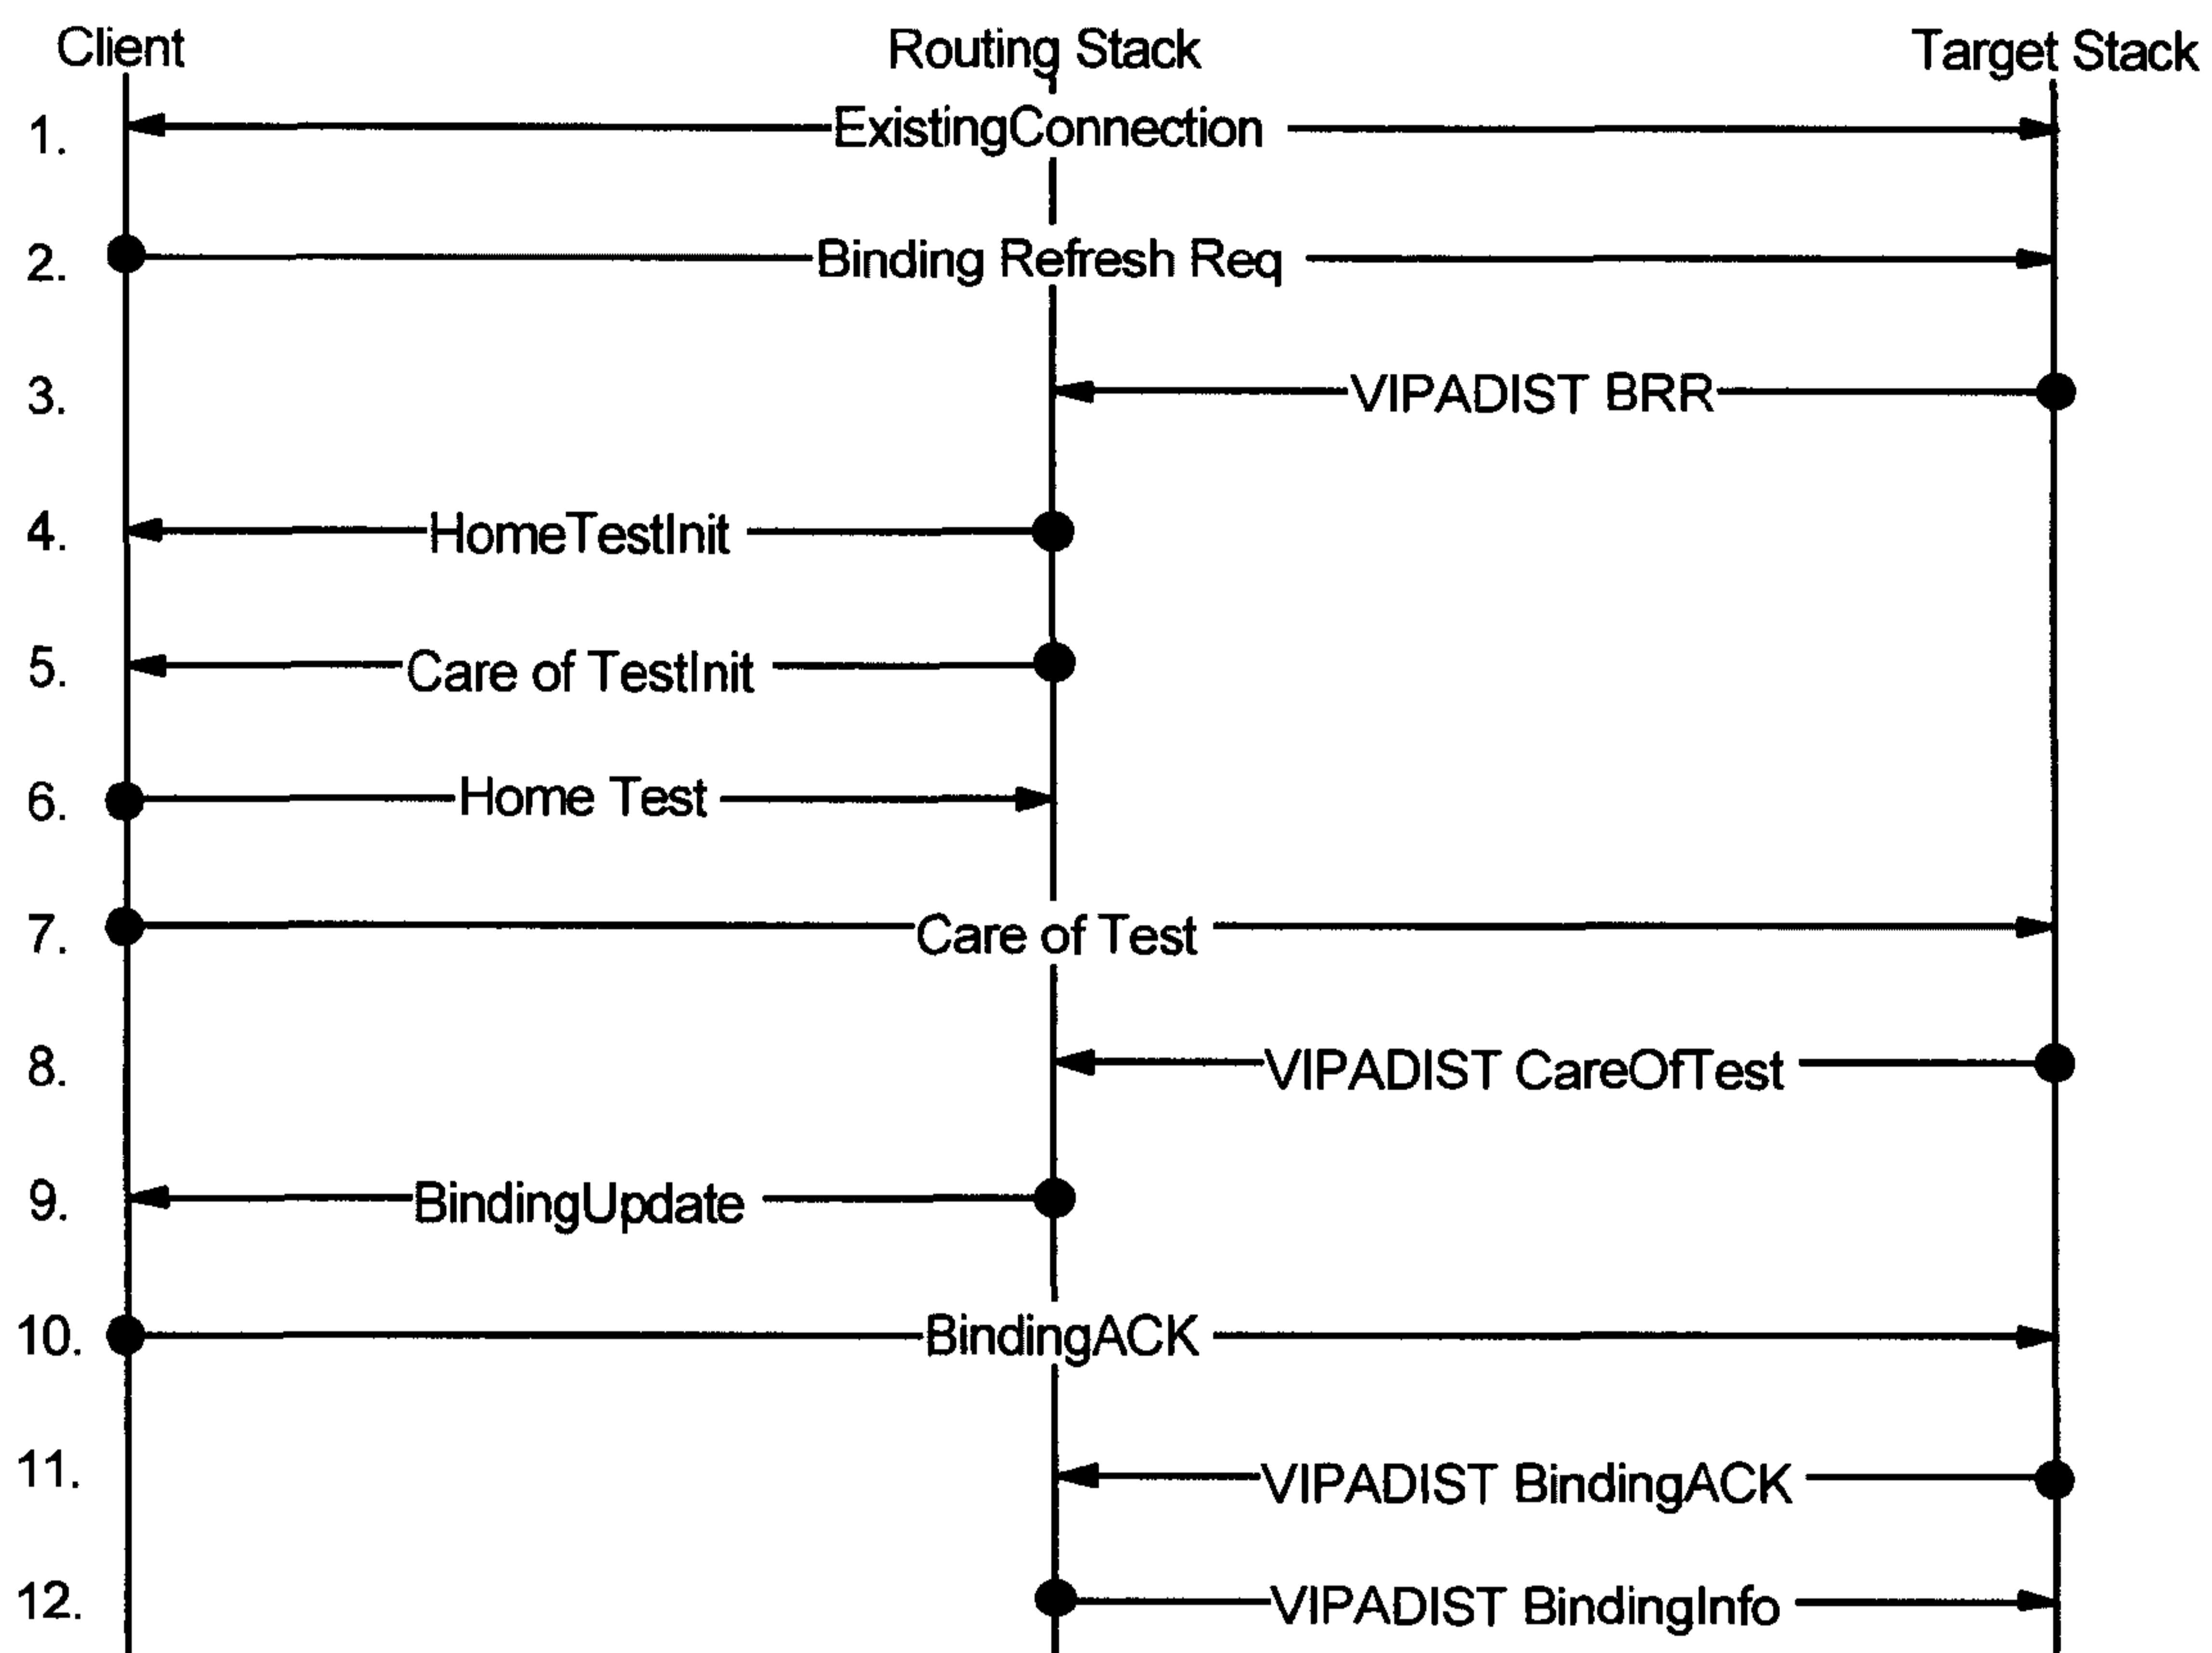 Client Routing Stack Target Stack
1. ExistingConnection
2. Binding Refresh Req
3. VIPADIST BRR
4. HomeTestInit
5. Care of TestInit
6. Home Test
7. Care of Test
8. VIPADIST CareOfTest
9. BindingUpdate
10. BindingACK
11. VIPADIST BindingACK
12. VIPADIST BindingInfo